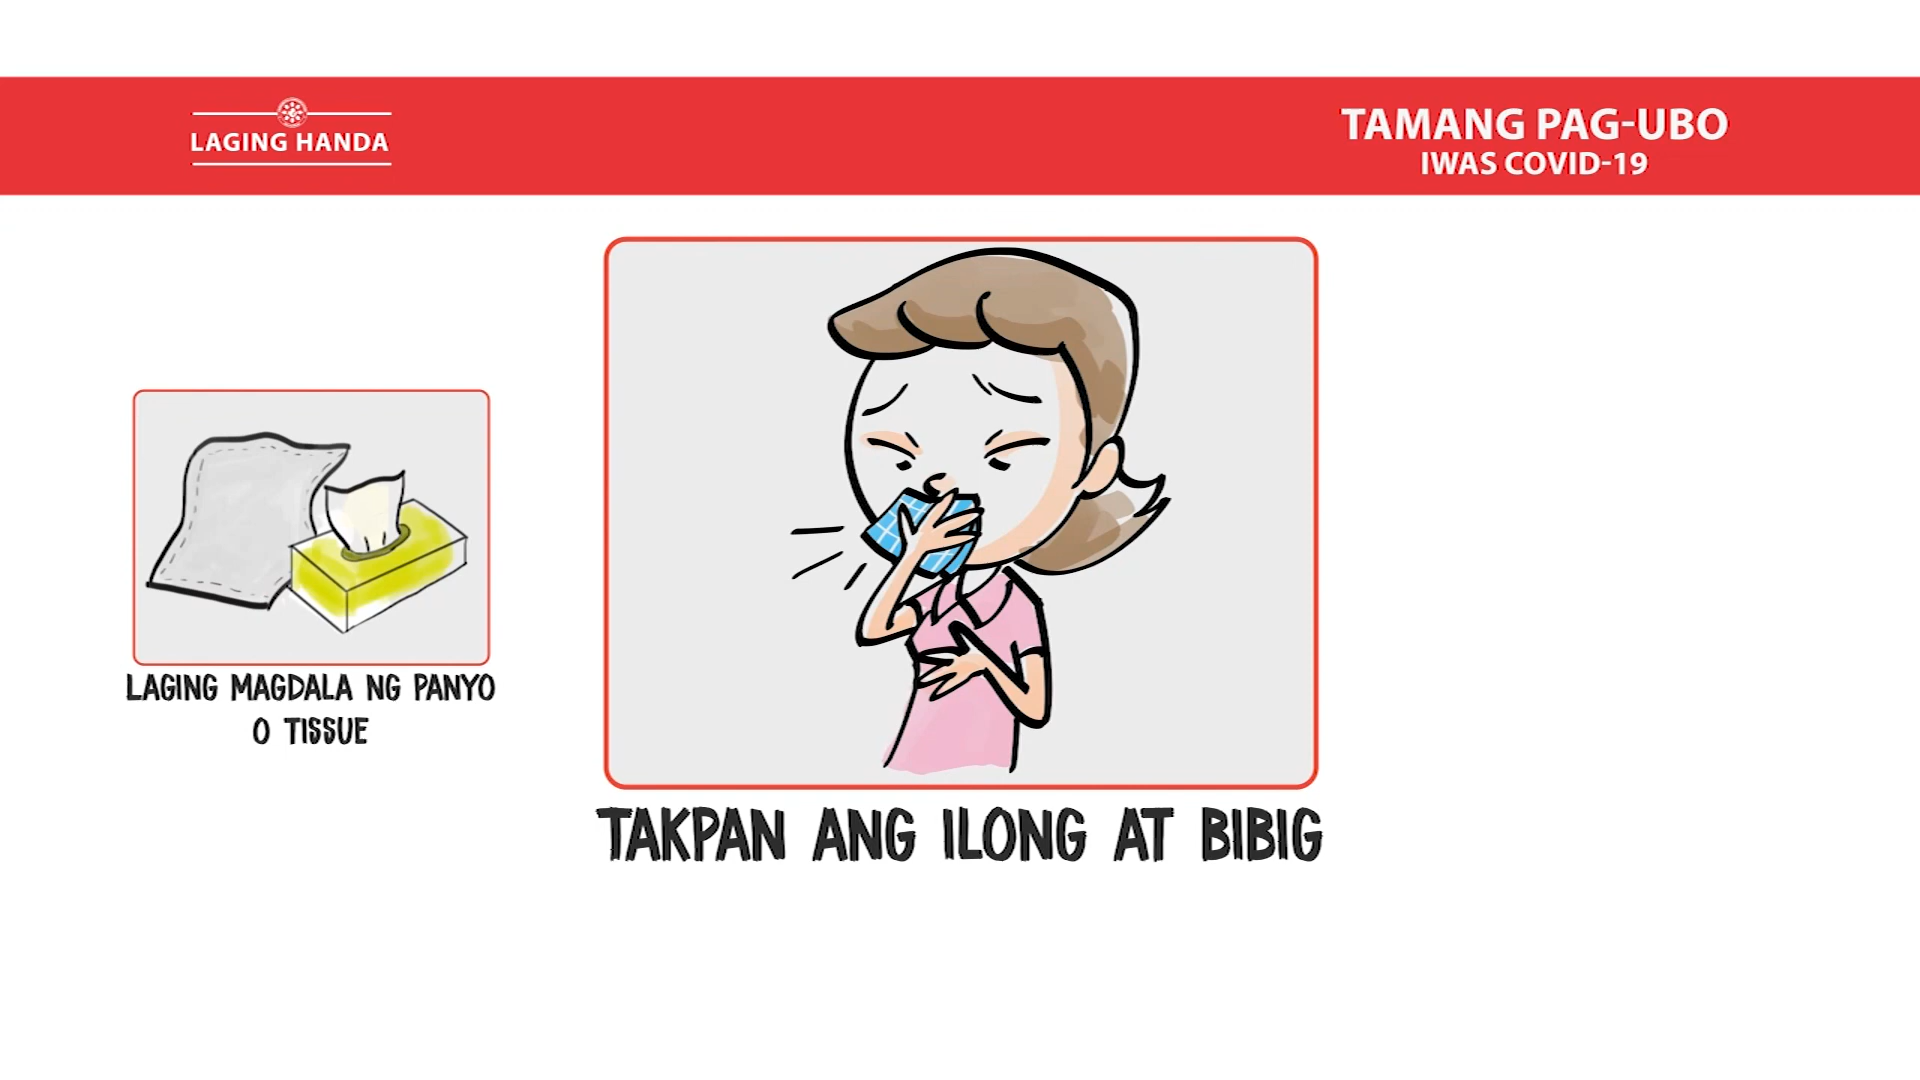 LAGING HANDA
TAMANG PAG-UBO
IWAS COVID-19
LAGING MAGDALA NG PANYO
O TISSUE
TAKPAN ANG ILONG AT BIBIG